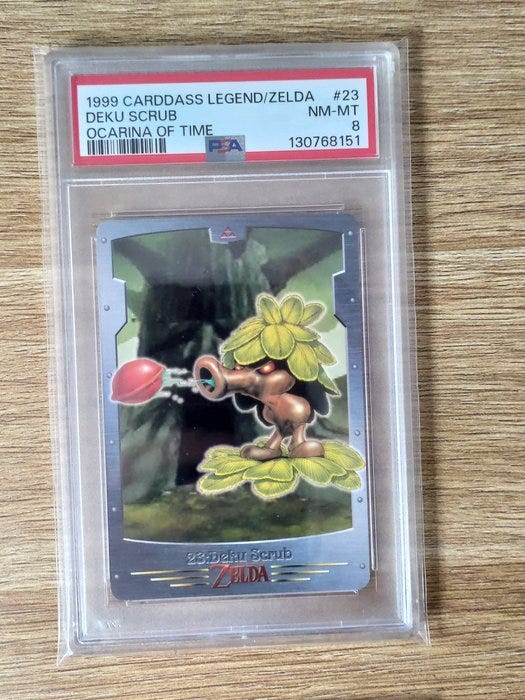 1999 CARDDASS LEGEND/ZELDA #23
DEKU SCRUB NM-MT
OCARINA OF TIME 8
PSA 130768151
23:Deku Scrub
ZELDA